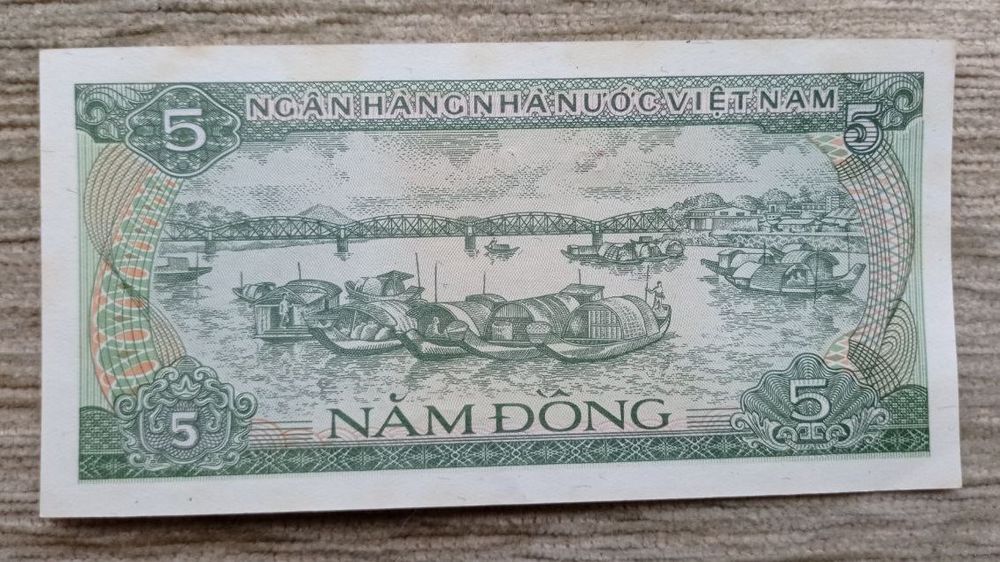 5 NGÂN HÀNG NHÀ NƯỚC VIỆT NAM 5
NĂM ĐỒNG
5 5